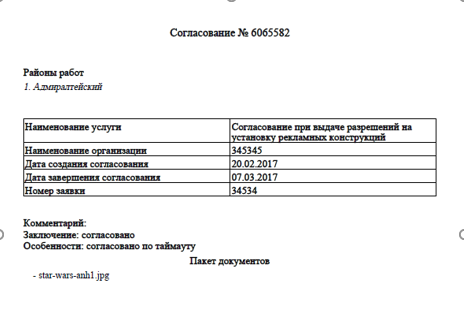 Согласование № 6065582
Районы работ
1. Адмиралтейский
Наименование услуги
Согласование при выдаче разрешений на
установку рекламных конструкций
Наименование организации
345345
Дата создания согласования
20.02.2017
Дата завершения согласования
07.03.2017
Номер заявки
34534
Комментарий:
Заключение: согласовано
Особенности: согласовано по таймауту
Пакет документов
- star-wars-anh1.jpg